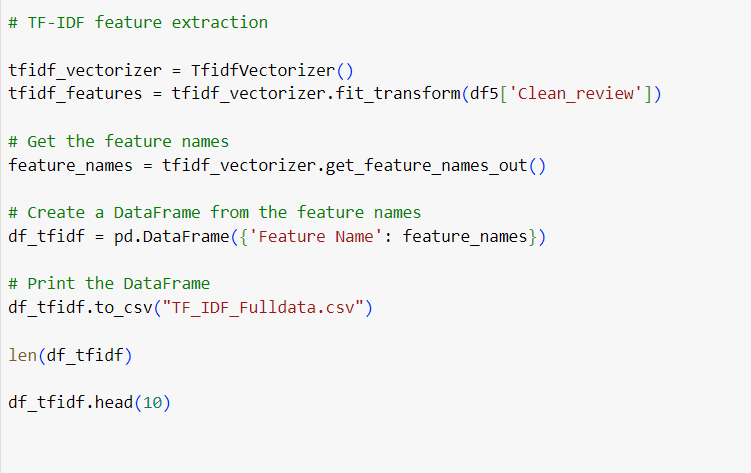 # TF-IDF feature extraction
tfidf_vectorizer = TfidfVectorizer()
tfidf_features = tfidf_vectorizer.fit_transform(df5['Clean_review'])
# Get the feature names
feature_names = tfidf_vectorizer.get_feature_names_out()
# Create a DataFrame from the feature names
df_tfidf = pd.DataFrame({'Feature Name': feature_names})
# Print the DataFrame
df_tfidf.to_csv("TF_IDF_Fulldata.csv")
len(df_tfidf)
df_tfidf.head(10)